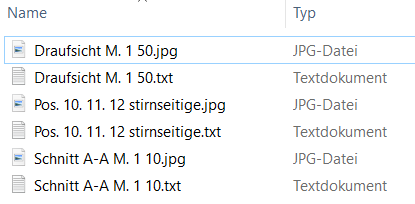 Name Typ
Draufsicht M. 1 50.jpg JPG-Datei
Draufsicht M. 1 50.txt Textdokument
Pos. 10. 11. 12 stirnseitige.jpg JPG-Datei
Pos. 10. 11. 12 stirnseitige.txt Textdokument
Schnitt A-A M. 1 10.jpg JPG-Datei
Schnitt A-A M. 1 10.txt Textdokument